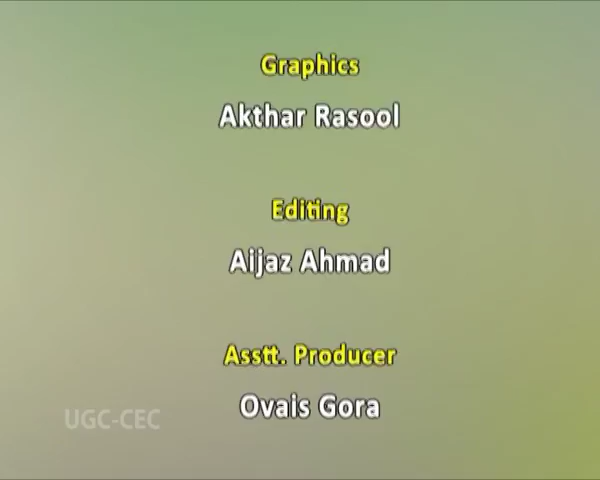 Graphics
Akthar Rasool
Editing
Aijaz Ahmad
Asstt. Producer
Ovais Gora
UGC-CEC